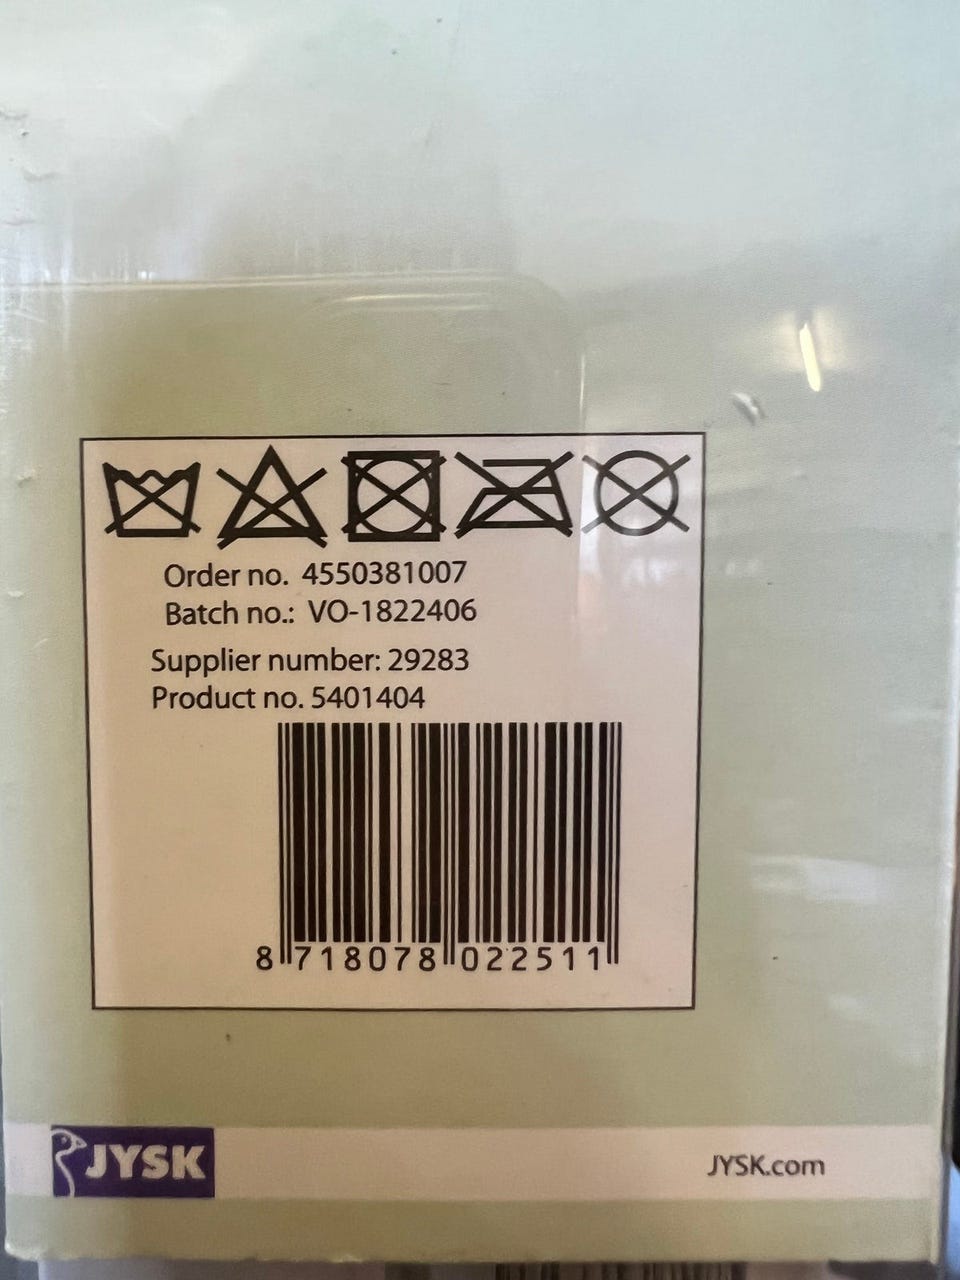 Order no. 4550381007
Batch no.: VO-1822406
Supplier number: 29283
Product no. 5401404
8 718078 022511
JYSK
JYSK.com